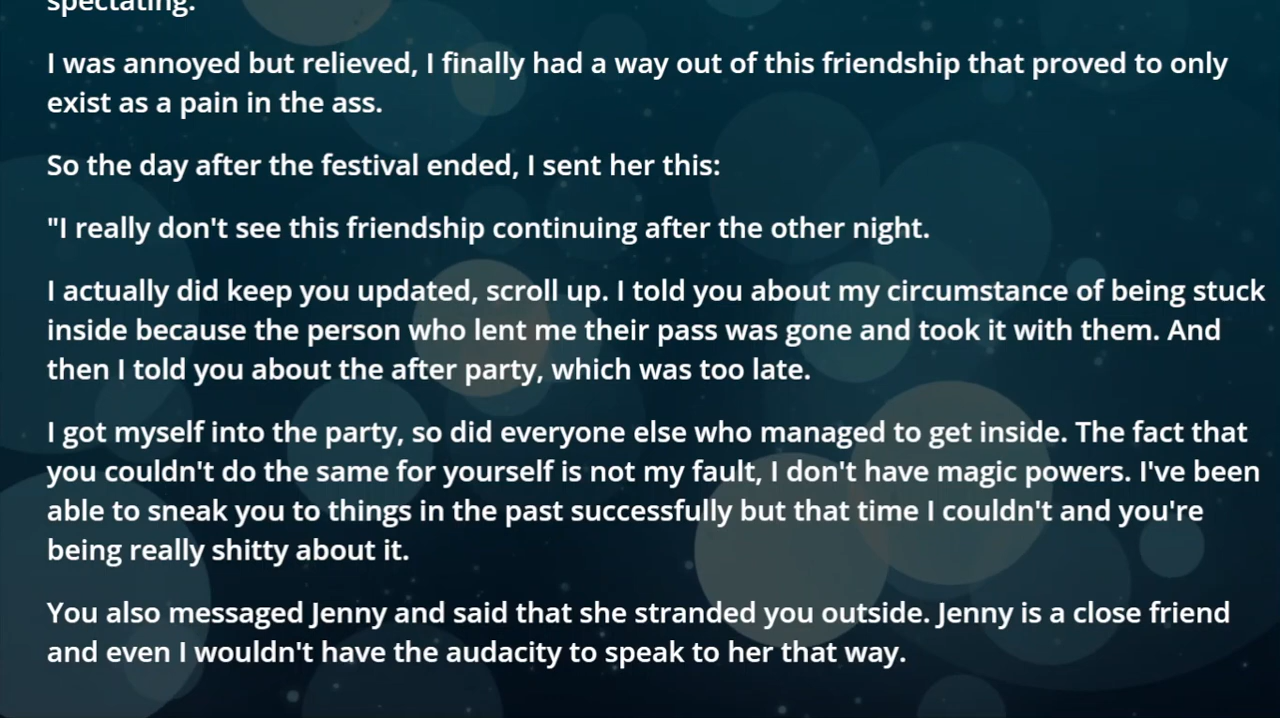 spectating.
I was annoyed but relieved, I finally had a way out of this friendship that proved to only
exist as a pain in the ass.
So the day after the festival ended, I sent her this:
"I really don't see this friendship continuing after the other night.
I actually did keep you updated, scroll up. I told you about my circumstance of being stuck
inside because the person who lent me their pass was gone and took it with them. And
then I told you about the after party, which was too late.
I got myself into the party, so did everyone else who managed to get inside. The fact that
you couldn't do the same for yourself is not my fault, I don't have magic powers. I've been
able to sneak you to things in the past successfully but that time I couldn't and you're
being really shitty about it.
You also messaged Jenny and said that she stranded you outside. Jenny is a close friend
and even I wouldn't have the audacity to speak to her that way.